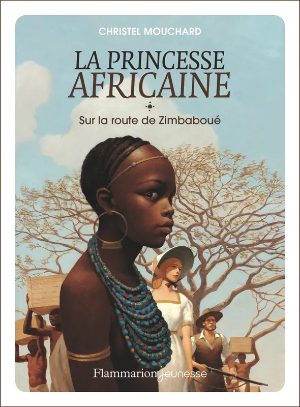 CHRISTEL MOUCHARD
LA PRINCESSE
AFRICAINE
Sur la route de Zimbaboué
Flammarion jeunesse